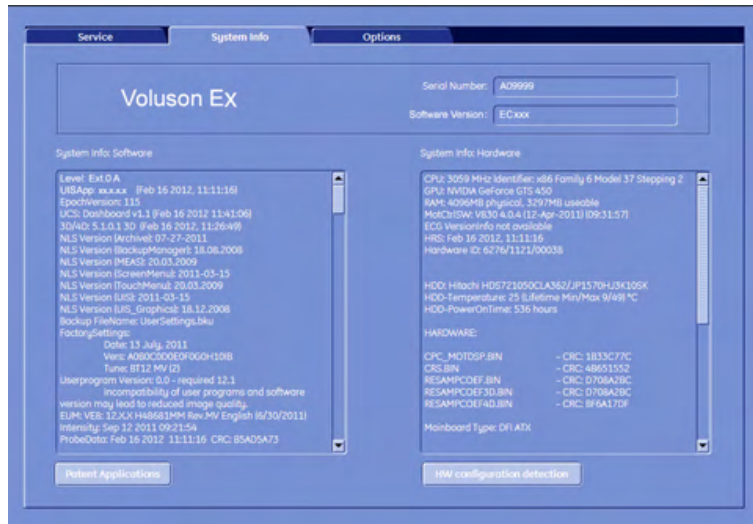 Service
System Info
Options
Voluson Ex
Serial Number:
A09999
Software Version:
ECxxx
System Info: Software
Level: Ext.0 A
UISApp: xx.x.x.x (Feb 16 2012, 11:11:16)
EpochVersion: 115
UCS: Dashboard v1.1 (Feb 16 2012 11:41:06)
3D/4D: 5.1.0.1 3D (Feb 16 2012, 11:26:49)
NLS Version (Archive): 07-27-2011
NLS Version (BackupManager): 18.08.2008
NLS Version (MEAS): 20.03.2009
NLS Version (ScreenMenu): 2011-03-15
NLS Version (TouchMenu): 20.03.2009
NLS Version (UIS): 2011-03-15
NLS Version (UIS_Graphics): 18.12.2008
Backup FileName: UserSettings.bku
FactorySettings:
Date: 13 July, 2011
Vers: A0B0C0D0E0F0G0H10IB
Tune: BT12 MV (2)
Userprogram Version: 0.0 - required 12.1
Incompatibility of user programs and software
version may lead to reduced image quality.
EUM: VE8: 12.X.X H48681MM Rev.MV English (6/30/2011)
Intensity: Sep 12 2011 09:21:54
ProbeData: Feb 16 2012 11:11:16 CRC: B5AD5A73
Patent Applications
System Info: Hardware
CPU: 3059 MHz Identifier: x86 Family 6 Model 37 Stepping 2
GPU: NVIDIA GeForce GTS 450
RAM: 4096MB physical, 3297MB useable
MotCtrlSW: V830 4.0.4 (12-Apr-2011) (09:31:57)
ECG VersionInfo not available
HRS: Feb 16 2012, 11:11:16
Hardware ID: 6276/1121/00038
HDD: Hitachi HDS721050CLA362/JP1570HJ3K10SK
HDD-Temperature: 25 (Lifetime Min/Max 9/49) °C
HDD-PowerOnTime: 536 hours
HARDWARE:
CPC_MOTDSP.BIN - CRC: 1B33C77C
CRS.BIN - CRC: 4B651552
RESAMPCOEF.BIN - CRC: D708A2BC
RESAMPCOEF3D.BIN - CRC: D708A2BC
RESAMPCOEF4D.BIN - CRC: BF6A17DF
Mainboard Type: DFI ATX
HW configuration detection